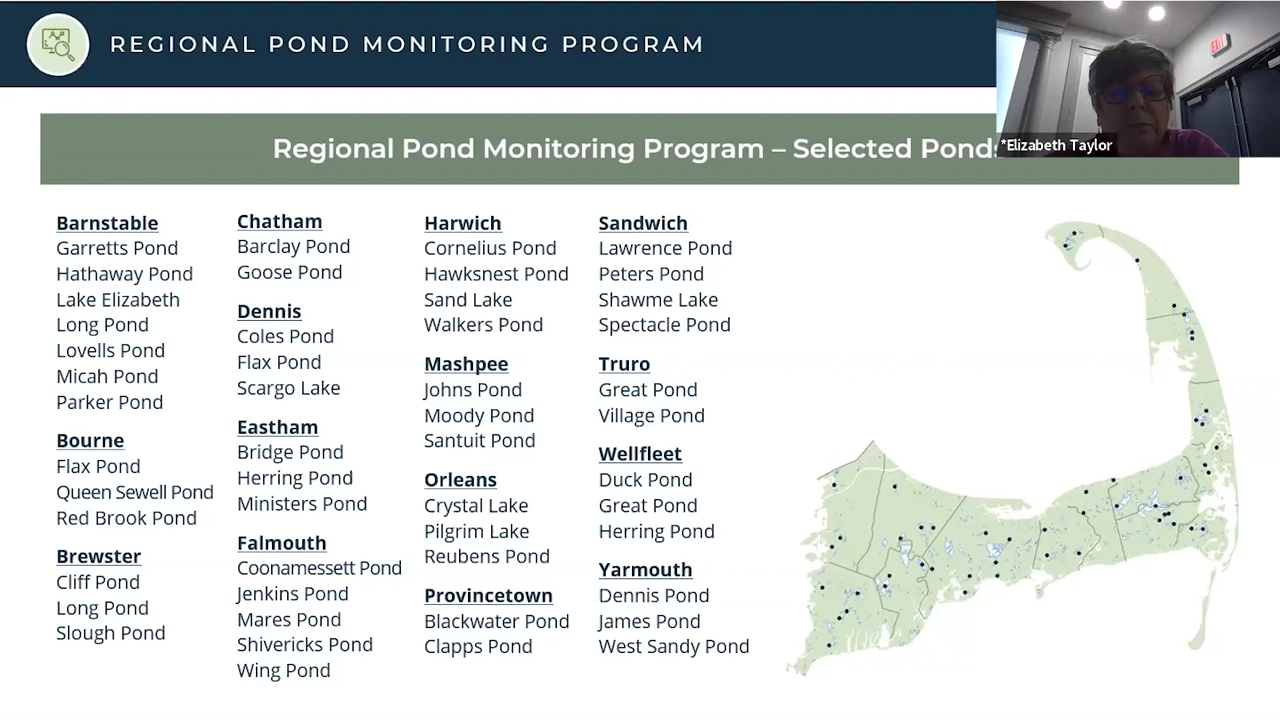 REGIONAL POND MONITORING PROGRAM
EXIT
*Elizabeth Taylor
Regional Pond Monitoring Program – Selected Ponds
Barnstable
Garretts Pond
Hathaway Pond
Lake Elizabeth
Long Pond
Lovells Pond
Micah Pond
Parker Pond
Bourne
Flax Pond
Queen Sewell Pond
Red Brook Pond
Brewster
Cliff Pond
Long Pond
Slough Pond
Chatham
Barclay Pond
Goose Pond
Dennis
Coles Pond
Flax Pond
Scargo Lake
Eastham
Bridge Pond
Herring Pond
Ministers Pond
Falmouth
Coonamessett Pond
Jenkins Pond
Mares Pond
Shivericks Pond
Wing Pond
Harwich
Cornelius Pond
Hawksnest Pond
Sand Lake
Walkers Pond
Mashpee
Johns Pond
Moody Pond
Santuit Pond
Orleans
Crystal Lake
Pilgrim Lake
Reubens Pond
Provincetown
Blackwater Pond
Clapps Pond
Sandwich
Lawrence Pond
Peters Pond
Shawme Lake
Spectacle Pond
Truro
Great Pond
Village Pond
Wellfleet
Duck Pond
Great Pond
Herring Pond
Yarmouth
Dennis Pond
James Pond
West Sandy Pond